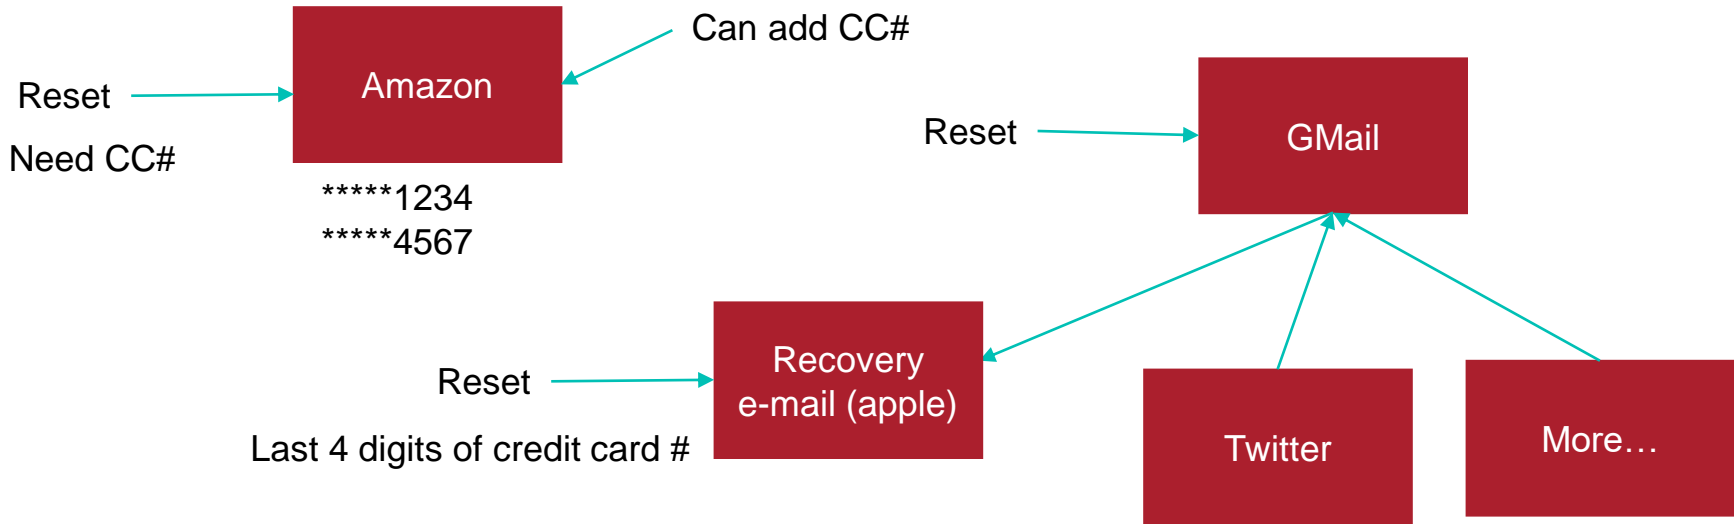 Can add CC#
Amazon
Reset
Need CC#
*****1234
*****4567
Reset
GMail
Recovery
e-mail (apple)
Reset
Last 4 digits of credit card #
Twitter
More…